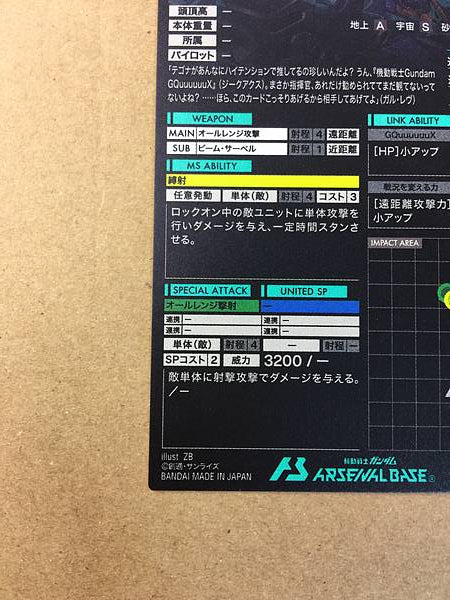 頭頂高 —
本体重量 —
所属 —
パイロット —
地上 A 宇宙 S 砂
「テゴナがあんなにハイテンションで推してるの珍しいんだよ? うん、『機動戦士Gundam
GQuuuuuuX』(ジークアクス)。まさか指揮官、あれだけ勧められててまだ観てないって
ないよね? ……ほら、このカードこっそりあげるから相手してあげてよ」(ガル・レヴ)
WEAPON
MAIN オールレンジ攻撃 射程 4 遠距離
SUB ビーム・サーベル 射程 1 近距離
MS ABILITY
縛射
任意発動 単体(敵) 射程 4 コスト 3
ロックオン中の敵ユニットに単体攻撃を
行いダメージを与え、一定時間スタンさ
せる。
LINK ABILITY
GQuuuuuuX
[HP]小アップ
戦況を変える力
[遠距離攻撃力]
小アップ
IMPACT AREA
SPECIAL ATTACK UNITED SP
オールレンジ撃射 —
連携 — 連携 —
連携 — 連携 —
単体(敵) 射程 4 — 射程 —
SPコスト 2 威力 3200 / —
敵単体に射撃攻撃でダメージを与える。
/—
illust ZB
©創通・サンライズ
BANDAI MADE IN JAPAN
機動戦士ガンダム
ARSENAL BASE